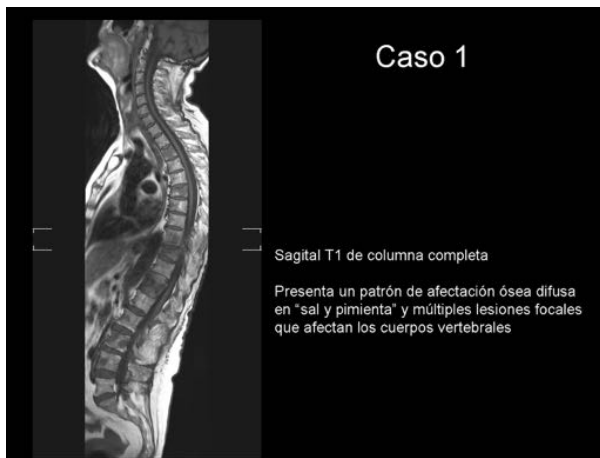 Caso 1
Sagital T1 de columna completa
Presenta un patrón de afectación ósea difusa
en “sal y pimienta” y múltiples lesiones focales
que afectan los cuerpos vertebrales